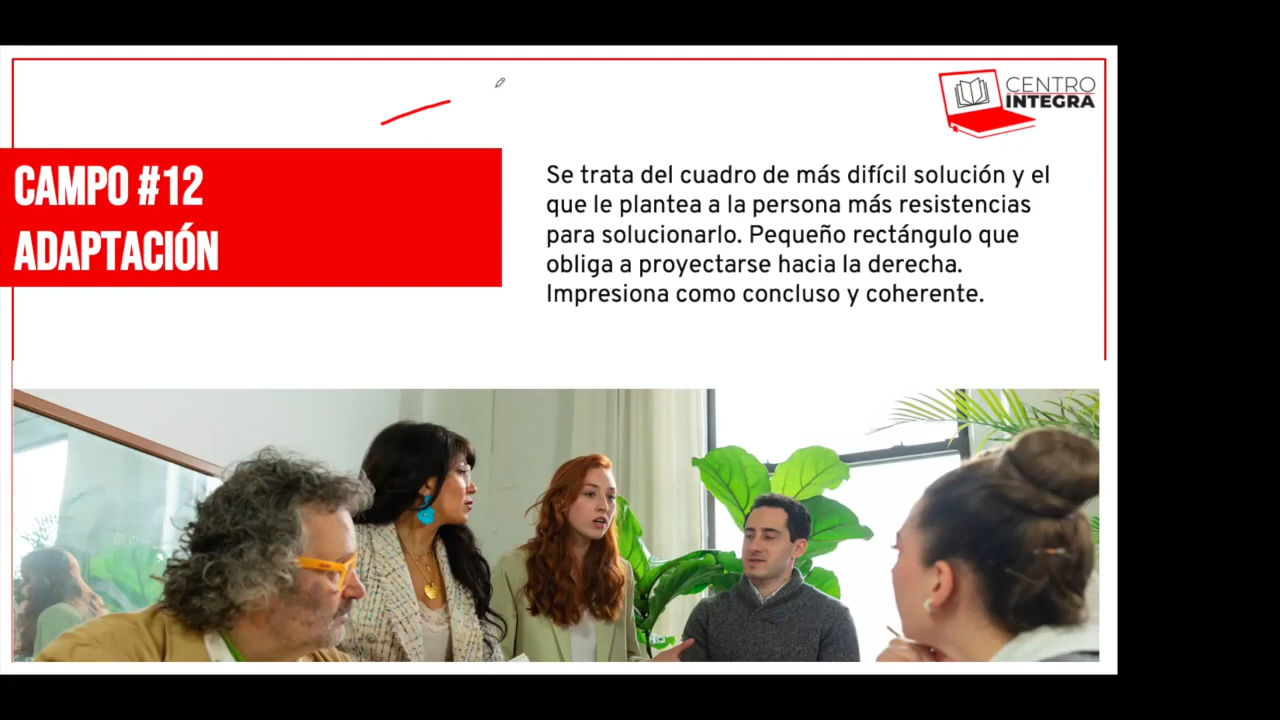 CENTRO
INTEGRA
CAMPO #12
ADAPTACIÓN
Se trata del cuadro de más difícil solución y el
que le plantea a la persona más resistencias
para solucionarlo. Pequeño rectángulo que
obliga a proyectarse hacia la derecha.
Impresiona como concluso y coherente.